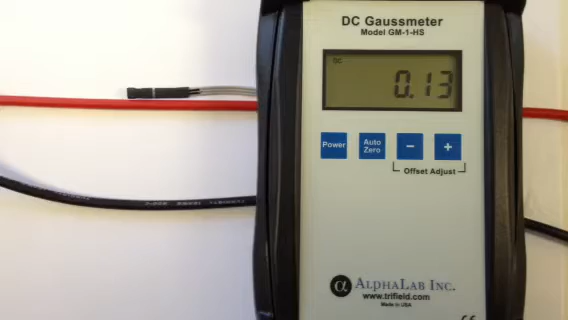 DC Gaussmeter
Model GM-1-HS
DC
0.13
Power
Auto
Zero
−
+
Offset Adjust
α ALPHALAB INC.
www.trifield.com
Made in USA